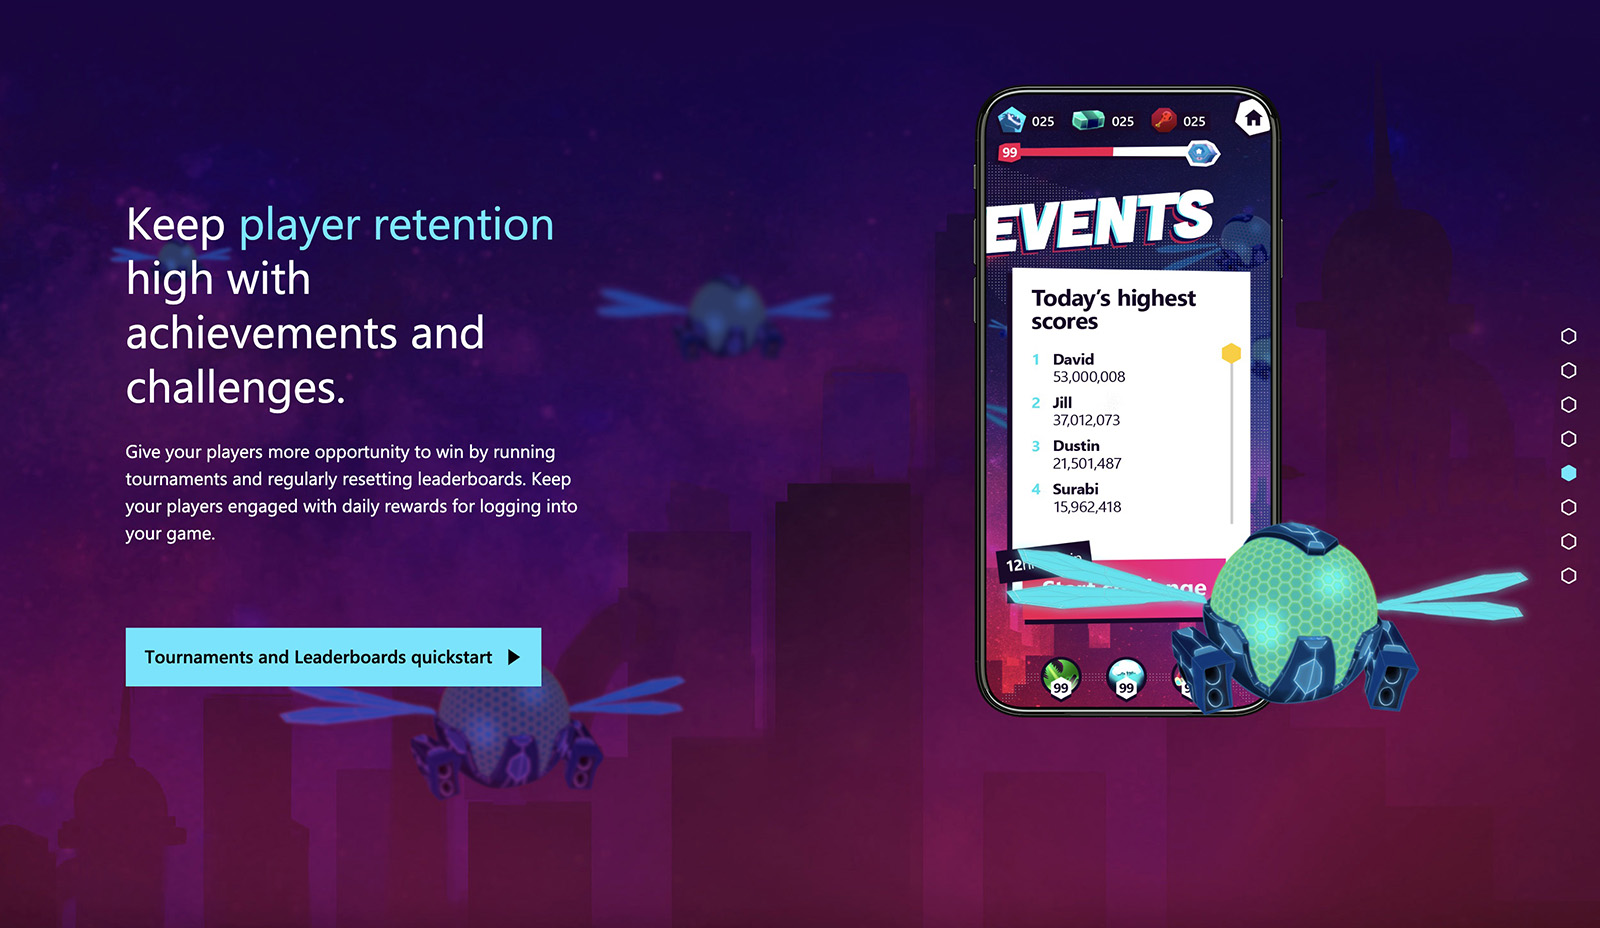 Keep player retention
high with
achievements and
challenges.
Give your players more opportunity to win by running
tournaments and regularly resetting leaderboards. Keep
your players engaged with daily rewards for logging into
your game.
Tournaments and Leaderboards quickstart
025 025 025
99
EVENTS
Today's highest
scores
1 David
53,000,008
2 Jill
37,012,073
3 Dustin
21,501,487
4 Surabi
15,962,418
99 99